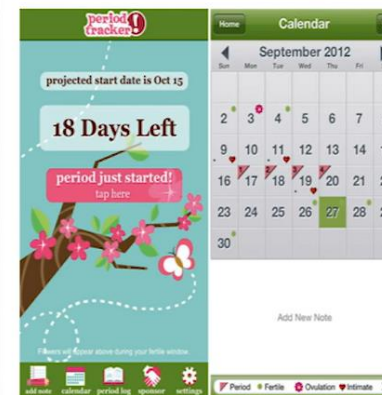 period
tracker
projected start date is Oct 15
18 Days Left
period just started!
tap here
Flowers will appear above during your fertile window
add note calendar period log sponsor settings
Home Calendar
September 2012
Sun Mon Tue Wed Thu Fri
2 3 4 5 6 7
9 10 11 12 13 14
16 17 18 19 20 21
23 24 25 26 27 28
30
Add New Note
Period Fertile Ovulation Intimate